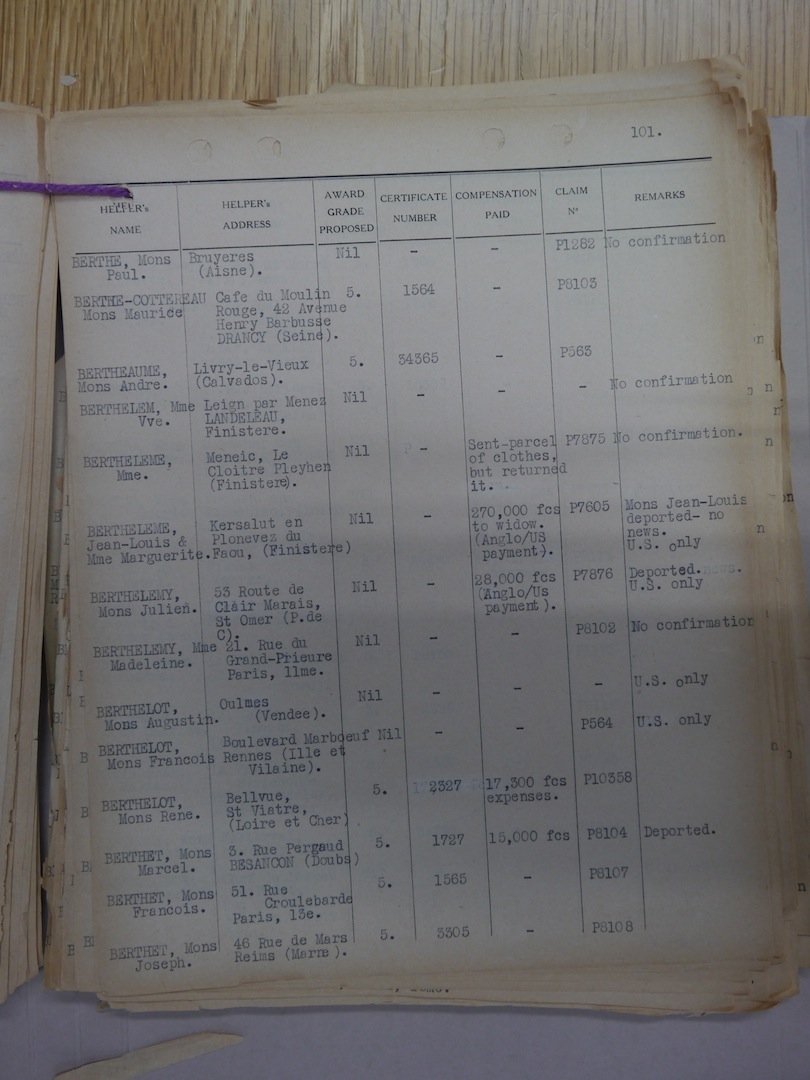 101.
HELPER's NAME | HELPER's ADDRESS | AWARD GRADE PROPOSED | CERTIFICATE NUMBER | COMPENSATION PAID | CLAIM Nº | REMARKS
BERTHE, Mons | Bruyeres | Nil | - | - | P1282 | No confirmation
Paul. | (Aisne).
BERTHE-COTTEREAU | Cafe du Moulin | 5. | 1564 | - | P8103
Mons Maurice | Rouge, 42 Avenue
Henry Barbusse
DRANCY (Seine).
BERTHEAUME, | Livry-le-Vieux | 5. | 34365 | - | P563
Mons Andre. | (Calvados).
BERTHELEM, Mme | Leign par Menez | Nil | - | - | - | No confirmation
Vve. | LANDELEAU,
Finistere.
BERTHELEME, | Meneic, Le | Nil | - | Sent-parcel | P7875 | No confirmation.
Mme. | Cloitre Pleyhen | of clothes,
(Finistere). | but returned
it.
BERTHELEME, | Kersalut en | Nil | - | 270,000 fcs | P7605 | Mons Jean-Louis
Jean-Louis & | Plonevez du | to widow. | deported- no
Mme Marguerite. | Faou, (Finistere) | (Anglo/US | news.
payment). | U.S. only
BERTHELEMY, | 53 Route de | Nil | - | 28,000 fcs | P7876 | Deported.
Mons Julien. | Clair Marais, | (Anglo/Us | U.S. only
St Omer (P.de | payment).
C).
BERTHELEMY, Mme | 21. Rue du | Nil | - | - | P8102 | No confirmation
Madeleine. | Grand-Prieure
Paris, 11me.
BERTHELOT, | Oulmes | Nil | - | - | - | U.S. only
Mons Augustin. | (Vendee).
BERTHELOT, | Boulevard Marboeuf | Nil | - | - | P564 | U.S. only
Mons Francois | Rennes (Ille et
Vilaine).
BERTHELOT, | Bellvue, | 5. | 2327 | 17,300 fcs | P10358
Mons Rene. | St Viatre, | expenses.
(Loire et Cher)
BERTHET, Mons | 3. Rue Pergaud | 5. | 1727 | 15,000 fcs | P8104 | Deported.
Marcel. | BESANCON (Doubs)
BERTHET, Mons | 51. Rue | 5. | 1565 | - | P8107
Francois. | Croulebarde
Paris, 13e.
BERTHET, Mons | 46 Rue de Mars | 5. | 3305 | - | P8108
Joseph. | Reims (Marne).